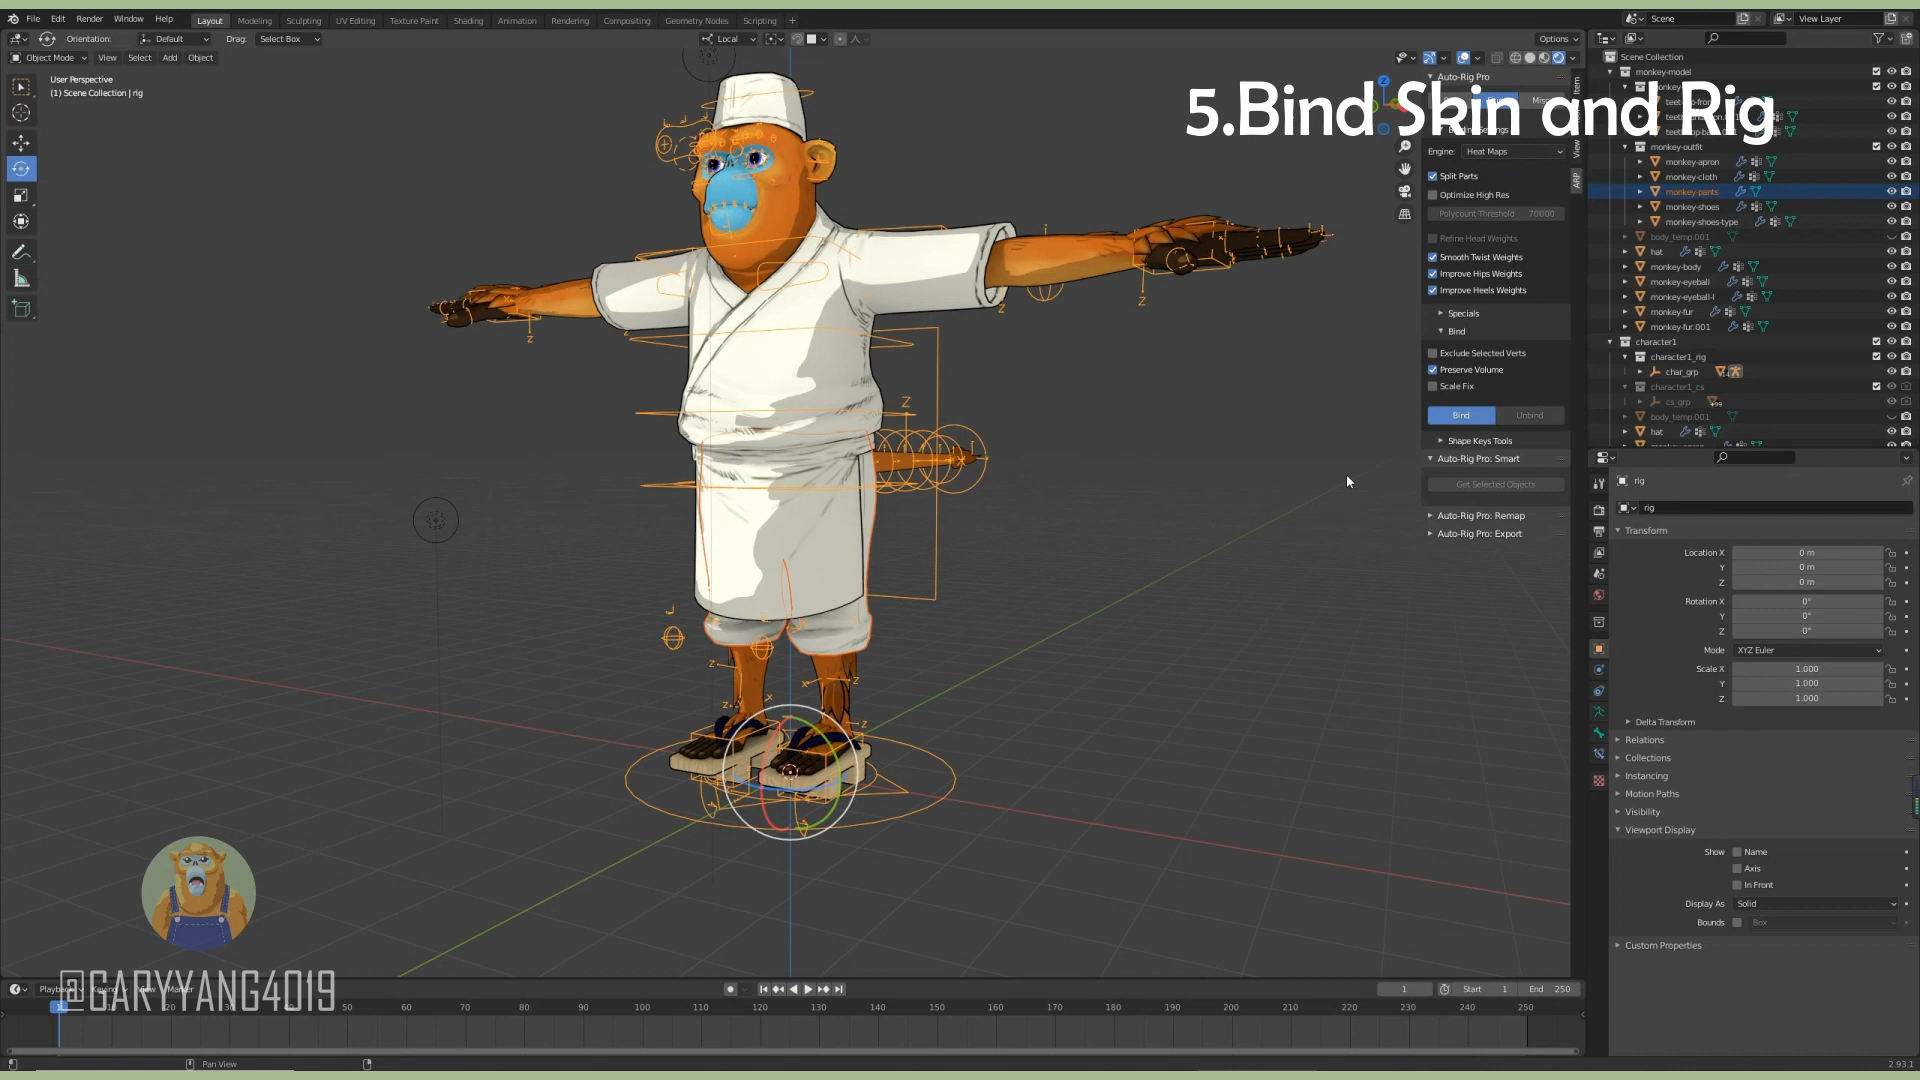 File Edit Render Window Help Layout Modeling Sculpting UV Editing Texture Paint Shading Animation Rendering Compositing Geometry Nodes Scripting + Scene View Layer
Orientation: Default Drag: Select Box Local Options
Object Mode View Select Add Object
User Perspective
(1) Scene Collection | rig
5.Bind Skin and Rig
Auto-Rig Pro
Item
View
ARP
Engine: Heat Maps
Split Parts
Optimize High Res
Polycount Threshold 70000
Refine Head Weights
Smooth Twist Weights
Improve Hips Weights
Improve Heels Weights
Specials
Bind
Exclude Selected Verts
Preserve Volume
Scale Fix
Bind Unbind
Shape Keys Tools
Auto-Rig Pro: Smart
Get Selected Objects
Auto-Rig Pro: Remap
Auto-Rig Pro: Export
Scene Collection
monkey-model
monkey-outfit
monkey-apron
monkey-cloth
monkey-pants
monkey-shoes
monkey-shoes-type
body_temp.001
hat
monkey-body
monkey-eyeball
monkey-eyeball-l
monkey-fur
monkey-fur.001
character1
character1_rig
char_grp
character1_cs
cs_grp
body_temp.001
hat
rig
rig
Transform
Location X 0 m
Y 0 m
Z 0 m
Rotation X 0°
Y 0°
Z 0°
Mode XYZ Euler
Scale X 1.000
Y 1.000
Z 1.000
Delta Transform
Relations
Collections
Instancing
Motion Paths
Visibility
Viewport Display
Show Name
Axis
In Front
Display As Solid
Bounds Box
Custom Properties
@GARYYANG4019
Playback Keying View Marker 1 Start 1 End 250
1 20 50 60 70 80 90 100 110 120 130 140 150 160 170 180 190 200 210 220 230 240 250
Pan View 2.93.1